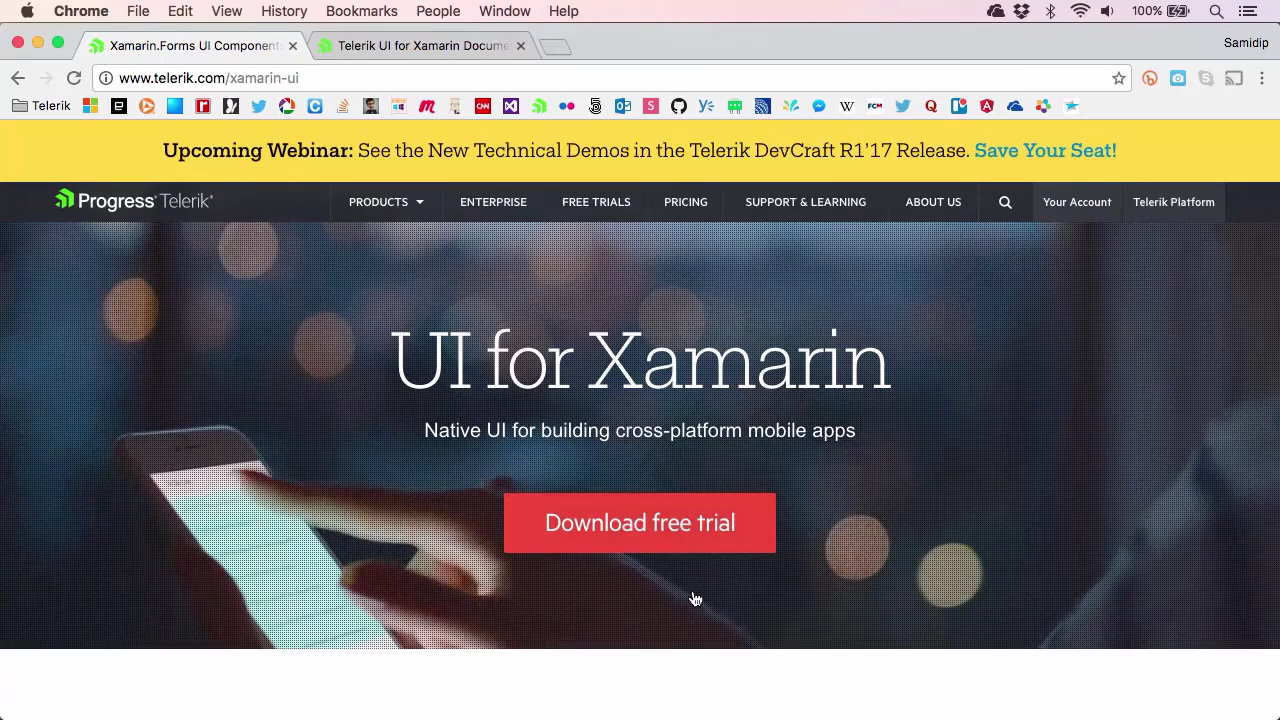 Chrome File Edit View History Bookmarks People Window Help 100%
Xamarin.Forms UI Component
Telerik UI for Xamarin Docume
Samidip
www.telerik.com/xamarin-ui
Telerik
Upcoming Webinar: See the New Technical Demos in the Telerik DevCraft R1'17 Release. Save Your Seat!
Progress Telerik
PRODUCTS ENTERPRISE FREE TRIALS PRICING SUPPORT & LEARNING ABOUT US Your Account Telerik Platform
UI for Xamarin
Native UI for building cross-platform mobile apps
Download free trial